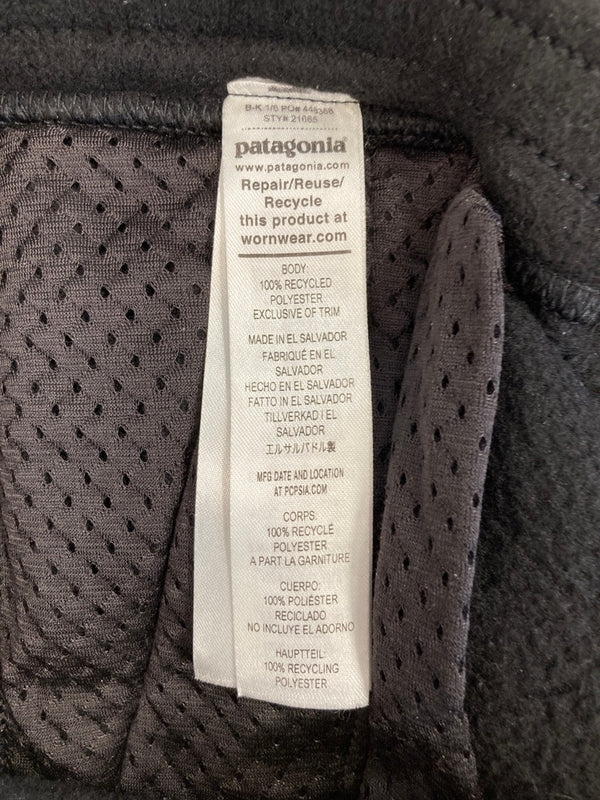 B-K 1/6 PO# 448368
STY# 21665
patagonia
www.patagonia.com
Repair/Reuse/
Recycle
this product at
wornwear.com
BODY:
100% RECYCLED
POLYESTER
EXCLUSIVE OF TRIM
MADE IN EL SALVADOR
FABRIQUÉ EN EL
SALVADOR
HECHO EN EL SALVADOR
FATTO IN EL SALVADOR
TILLVERKAD I EL
SALVADOR
エルサルバドル製
MFG DATE AND LOCATION
AT PCPSIA.COM
CORPS:
100% RECYCLÉ
POLYESTER
A PART LA GARNITURE
CUERPO:
100% POLIÉSTER
RECICLADO
NO INCLUYE EL ADORNO
HAUPTTEIL:
100% RECYCLING
POLYESTER